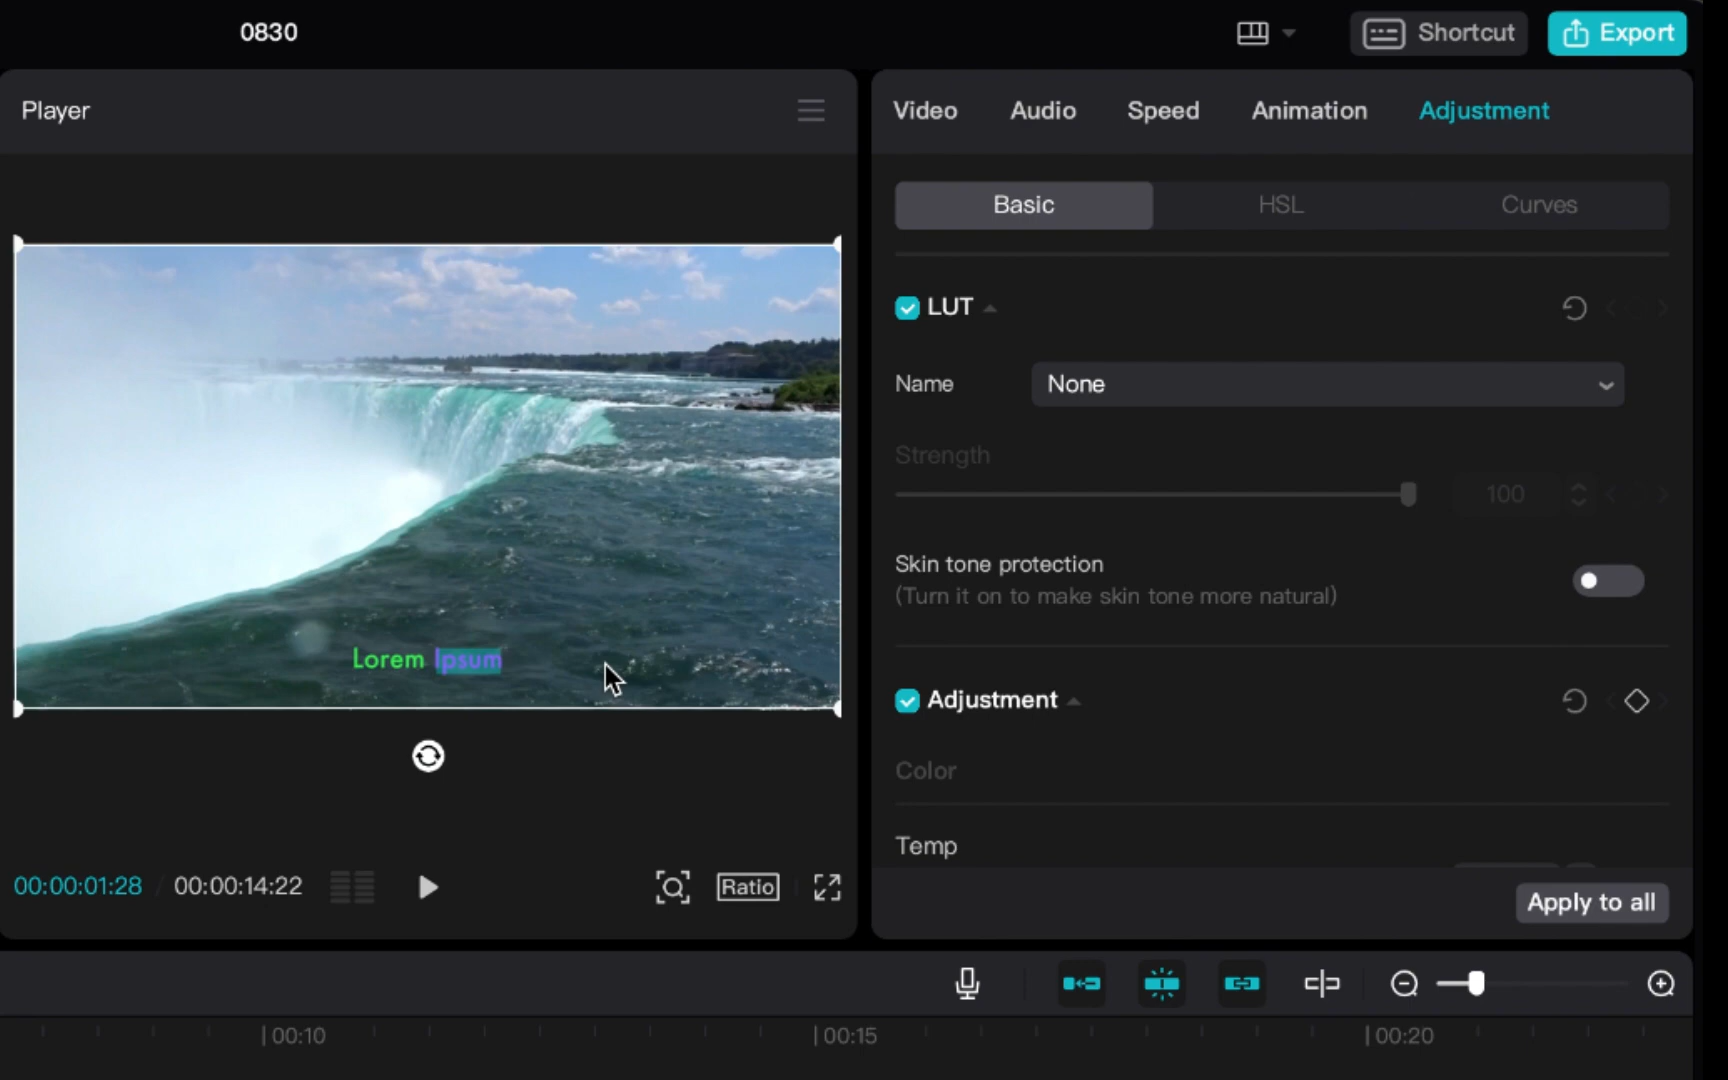 0830
Shortcut
Export
Player
Video Audio Speed Animation Adjustment
Basic HSL Curves
LUT
Name None
Strength
100
Skin tone protection
(Turn it on to make skin tone more natural)
Lorem Ipsum
Adjustment
Color
Temp
00:00:01:28 / 00:00:14:22
Ratio
Apply to all
00:10 00:15 00:20